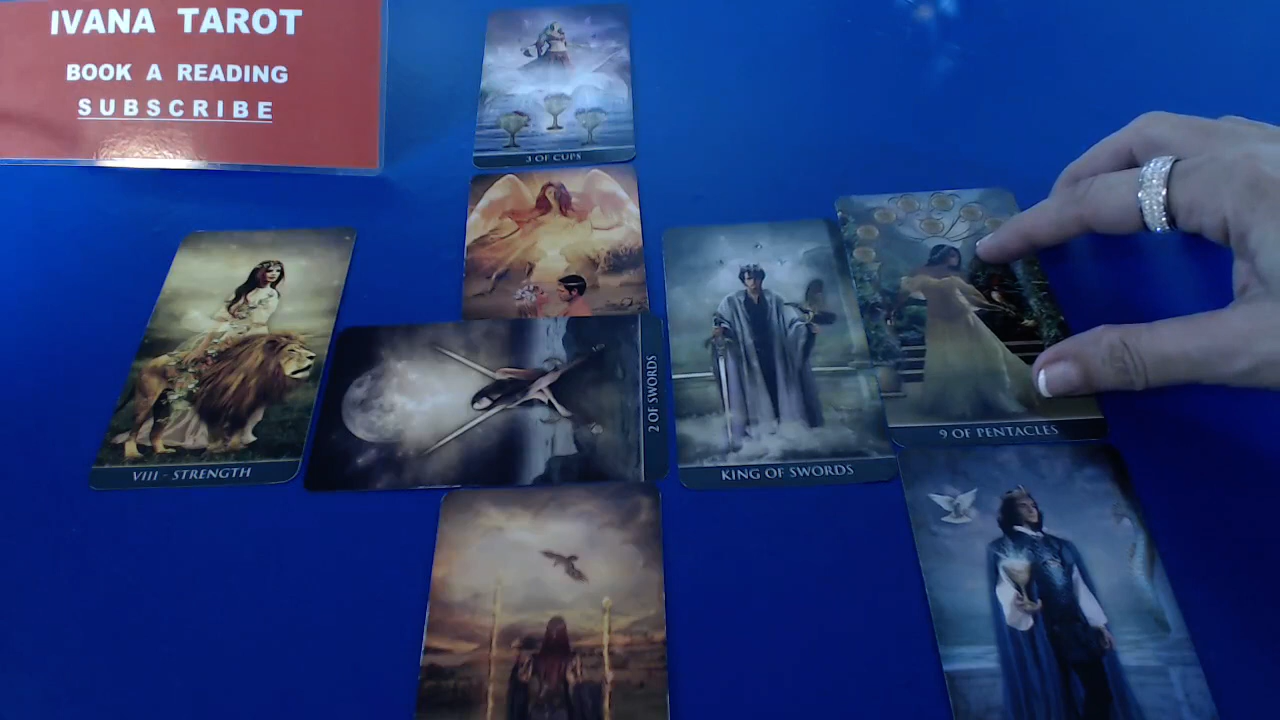 IVANA TAROT
BOOK A READING
SUBSCRIBE
3 OF CUPS
2 OF SWORDS
VIII - STRENGTH
KING OF SWORDS
9 OF PENTACLES